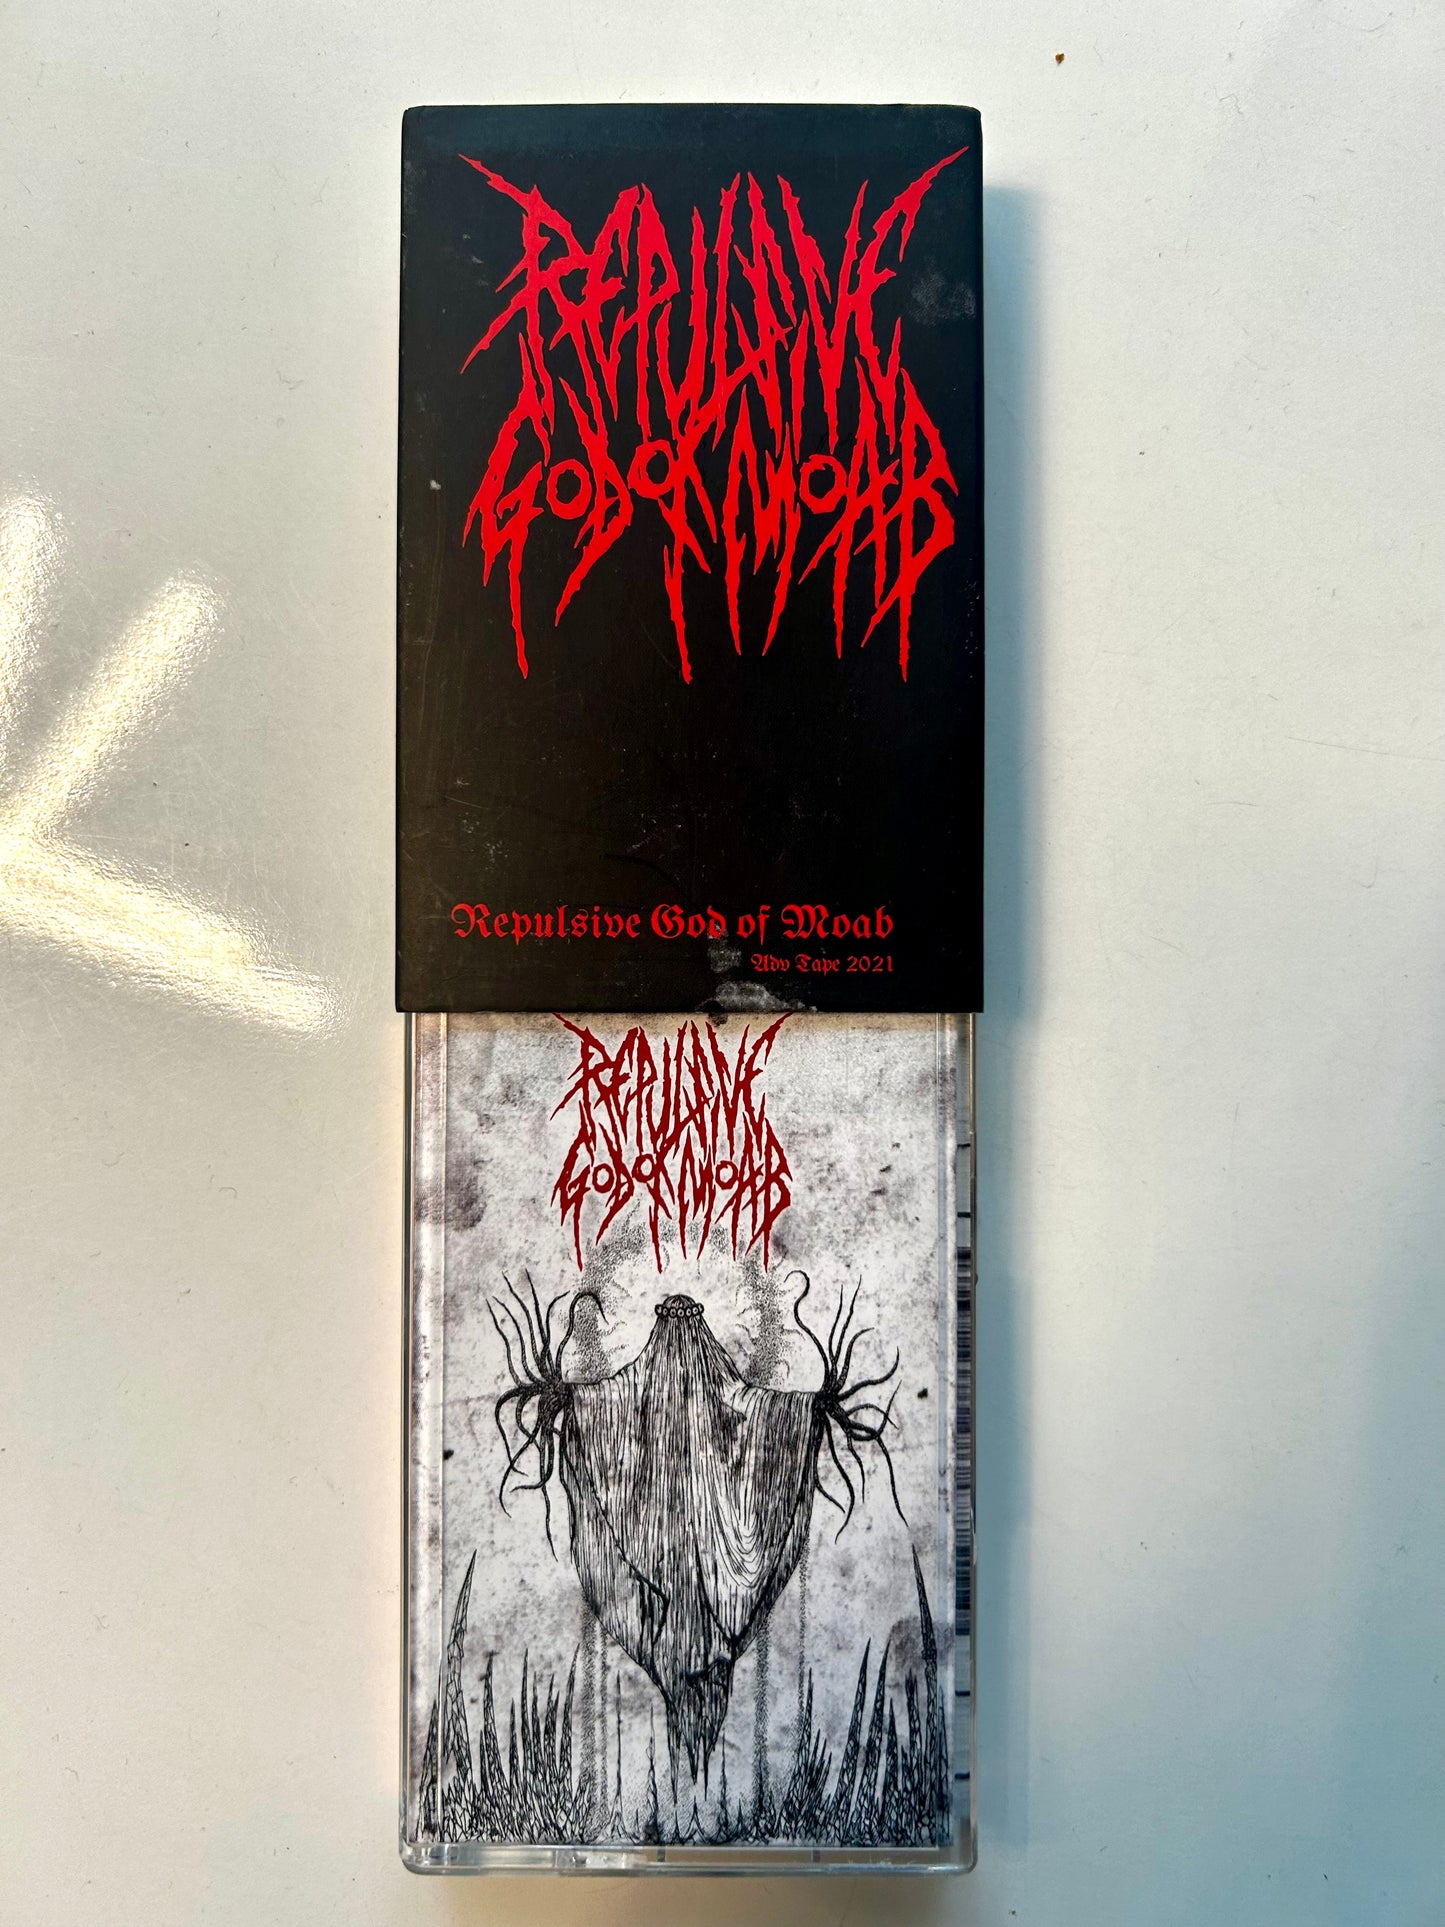 REPULSIVE
GOD OF MOAB
Repulsive God of Moab
Adv Tape 2021
REPULSIVE
GOD OF MOAB